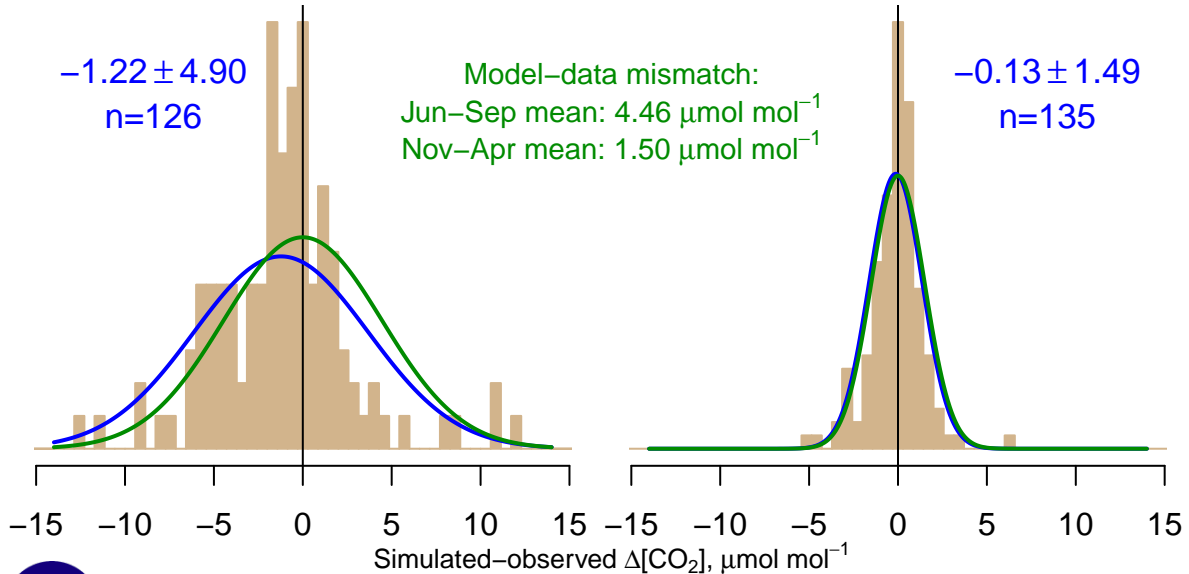 −1.22 ± 4.90
n=126
Model−data mismatch:
Jun−Sep mean: 4.46 μmol mol⁻¹
Nov−Apr mean: 1.50 μmol mol⁻¹
−0.13 ± 1.49
n=135
−15 −10 −5 0 5 10 15
−15 −10 −5 0 5 10 15
Simulated−observed Δ[CO₂], μmol mol⁻¹